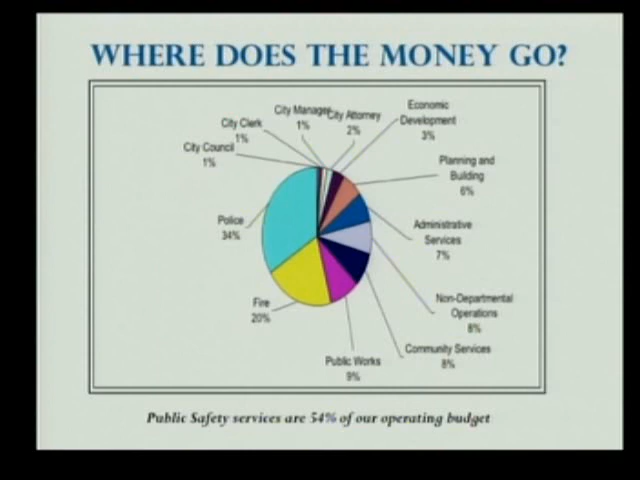 WHERE DOES THE MONEY GO?
City Manager
1%
City Attorney
2%
Economic
Development
3%
City Clerk
1%
City Council
1%
Planning and
Building
6%
Police
34%
Administrative
Services
7%
Non-Departmental
Operations
8%
Fire
20%
Community Services
8%
Public Works
9%
Public Safety services are 54% of our operating budget